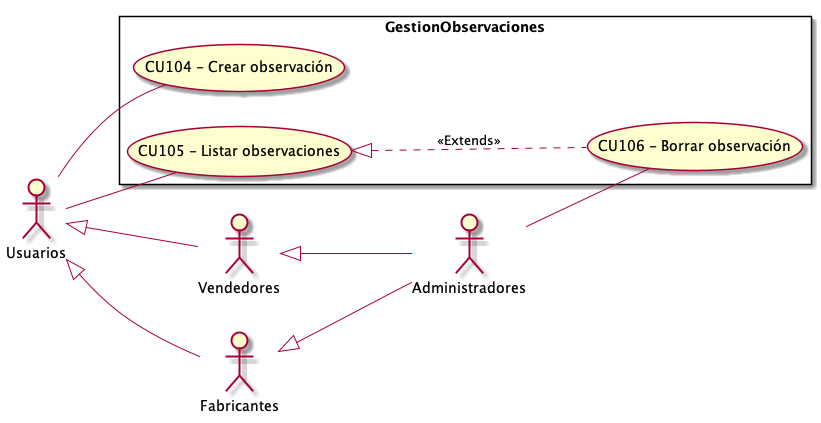 GestionObservaciones
CU104 – Crear observación
«Extends»
CU105 – Listar observaciones
CU106 – Borrar observación
Usuarios
Vendedores
Administradores
Fabricantes